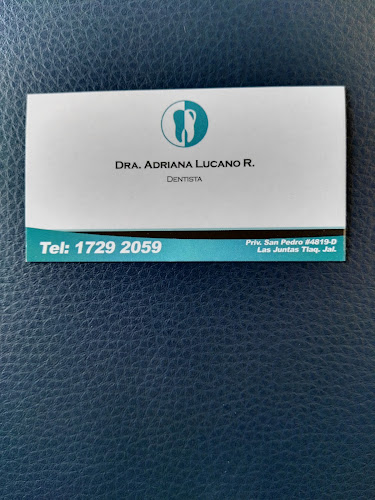 DRA. ADRIANA LUCANO R.
DENTISTA
Tel: 1729 2059
Priv. San Pedro #4819-D
Las Juntas Tlaq. Jal.